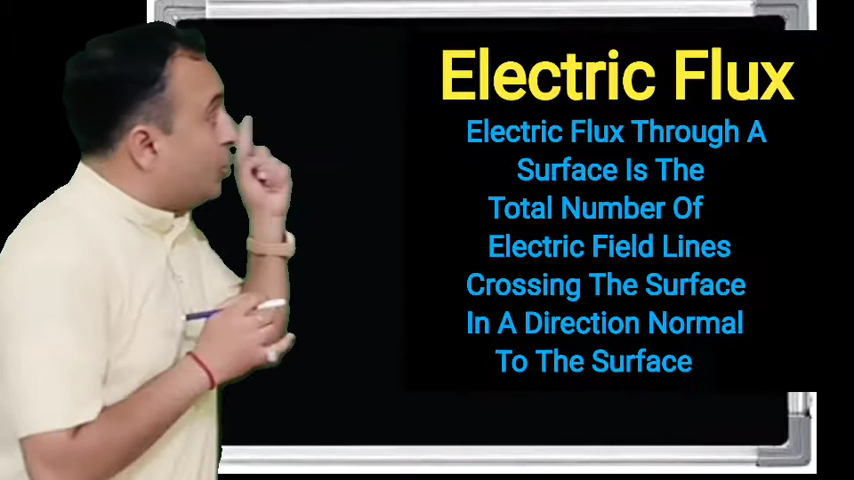 Electric Flux
Electric Flux Through A
Surface Is The
Total Number Of
Electric Field Lines
Crossing The Surface
In A Direction Normal
To The Surface